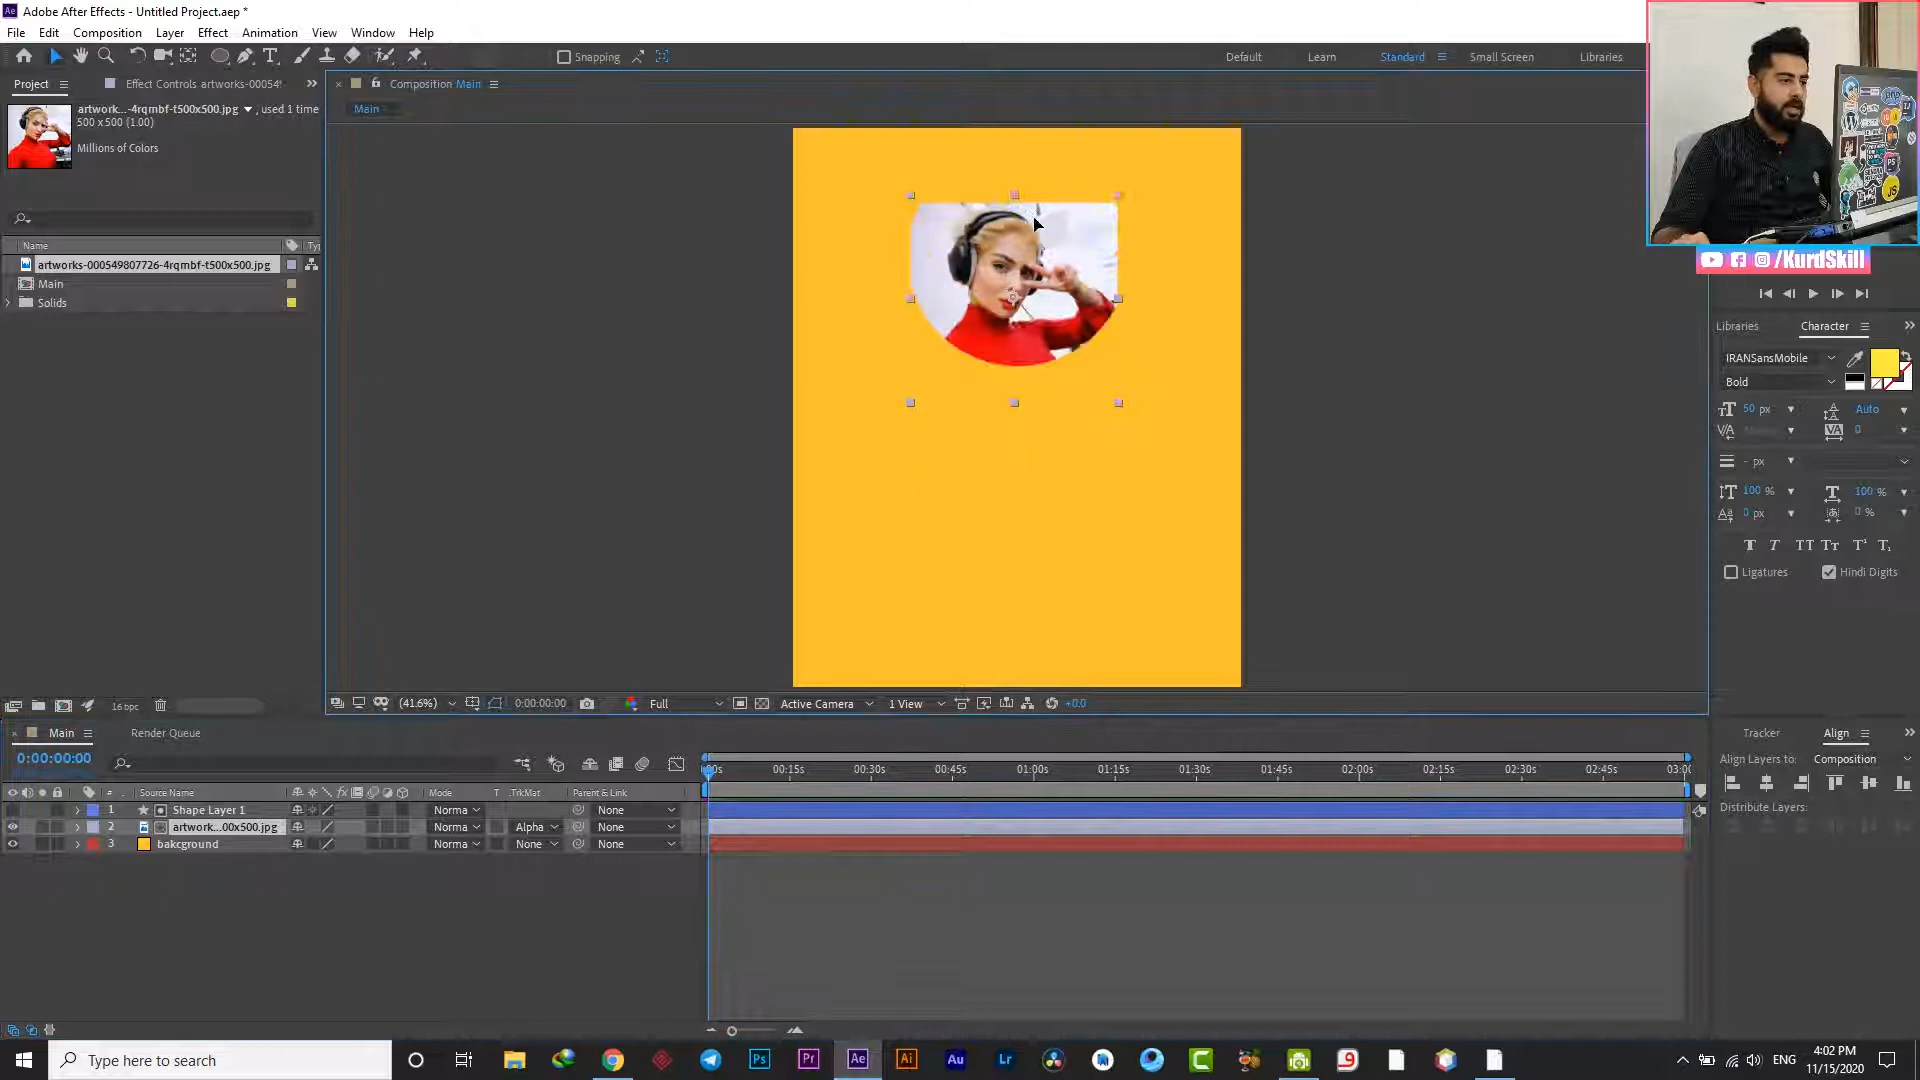 Adobe After Effects - Untitled Project.aep *
File Edit Composition Layer Effect Animation View Window Help
Snapping Default Learn Standard Small Screen Libraries
Project Effect Controls artworks-00054! Composition Main
artwork...-4rqmbf-t500x500.jpg , used 1 time
500 x 500 (1.00)
Main
Millions of Colors
/KurdSkill
Name Typ
artworks-000549807726-4rqmbf-t500x500.jpg
Main
Solids
Libraries Character
IRANSansMobile
Bold
50 px Auto
0
- px
100 % 100 %
0 px 0 %
Ligatures Hindi Digits
16 bpc (41.6%) 0:00:00:00 Full Active Camera 1 View +0.0
Main Render Queue
Tracker Align
0:00:00:00
Align Layers to: Composition
00:15s 00:30s 00:45s 01:00s 01:15s 01:30s 01:45s 02:00s 02:15s 02:30s 02:45s 03:00
# Source Name Mode T .TrkMat Parent & Link
Distribute Layers:
1 Shape Layer 1 Norma None
2 artwork...00x500.jpg Norma Alpha None
3 bakcground Norma None None
Type here to search
Ps Pr Ae Ai Au Lr
ENG
4:02 PM
11/15/2020